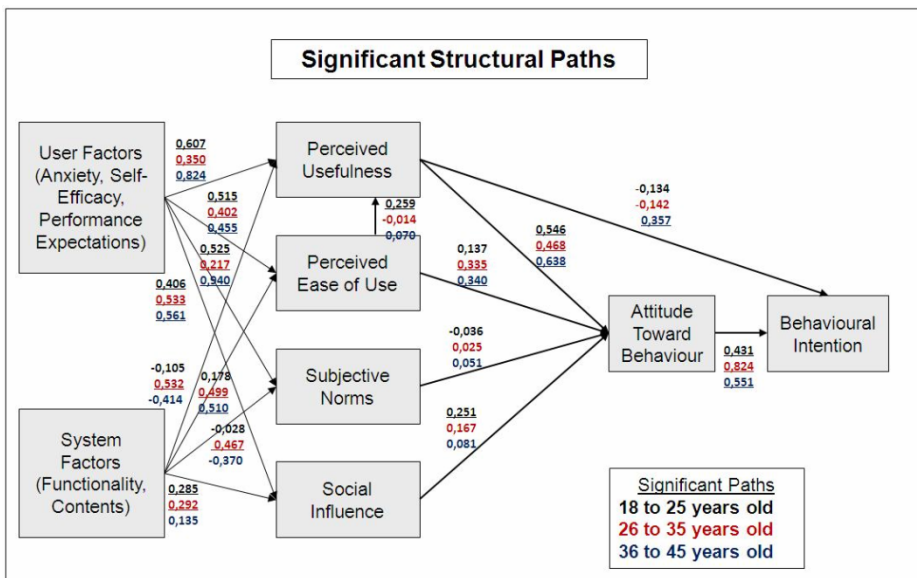 Significant Structural Paths
User Factors
(Anxiety, Self-
Efficacy,
Performance
Expectations)
0,607
0,350
0,824
0,515
0,402
0,455
0,525
0,217
0,940
0,406
0,533
0,561
Perceived
Usefulness
0,259
-0,014
0,070
Perceived
Ease of Use
-0,134
-0,142
0,357
0,546
0,468
0,638
0,137
0,335
0,340
Attitude
Toward
Behaviour
Behavioural
Intention
0,431
0,824
0,551
-0,036
0,025
0,051
Subjective
Norms
-0,105
0,532
-0,414
0,178
0,499
0,510
-0,028
0,467
-0,370
System
Factors
(Functionality,
Contents)
0,285
0,292
0,135
Social
Influence
0,251
0,167
0,081
Significant Paths
18 to 25 years old
26 to 35 years old
36 to 45 years old